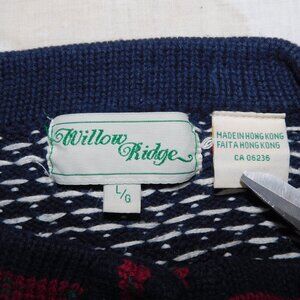 Willow
Ridge
L/G
MADE IN HONG KONG
FAIT A HONG KONG
CA 06236